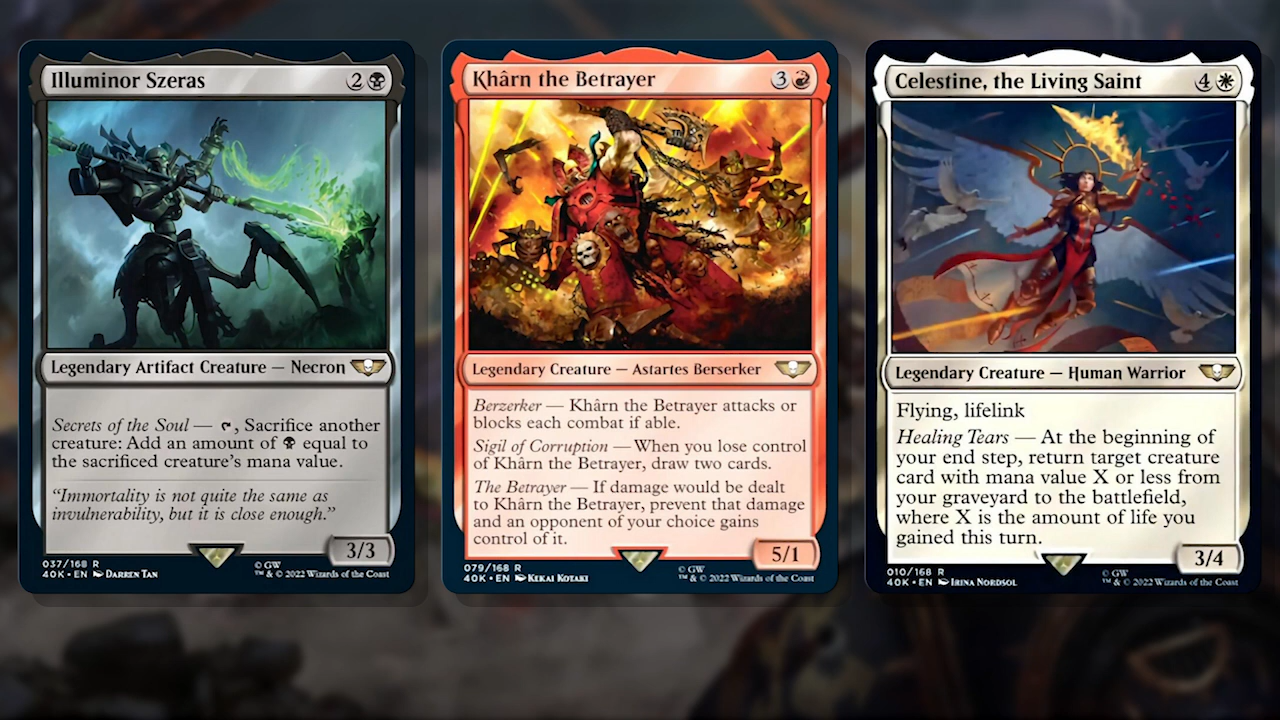 Illuminor Szeras 2
Legendary Artifact Creature — Necron
Secrets of the Soul — , Sacrifice another
creature: Add an amount of equal to
the sacrificed creature's mana value.
“Immortality is not quite the same as
invulnerability, but it is close enough.”
3/3
037/168 R
40K • EN DARREN TAN
© GW
™ & © 2022 Wizards of the Coast
Khârn the Betrayer 3
Legendary Creature — Astartes Berserker
Berzerker — Khârn the Betrayer attacks or
blocks each combat if able.
Sigil of Corruption — When you lose control
of Khârn the Betrayer, draw two cards.
The Betrayer — If damage would be dealt
to Khârn the Betrayer, prevent that damage
and an opponent of your choice gains
control of it.
5/1
079/168 R
40K • EN KEKAI KOTAKI
© GW
™ & © 2022 Wizards of the Coast
Celestine, the Living Saint 4
Legendary Creature — Human Warrior
Flying, lifelink
Healing Tears — At the beginning of
your end step, return target creature
card with mana value X or less from
your graveyard to the battlefield,
where X is the amount of life you
gained this turn.
3/4
010/168 R
40K • EN IRINA NORDSOL
© GW
™ & © 2022 Wizards of the Coast